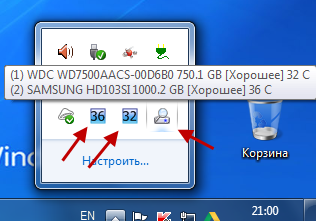 (1) WDC WD7500AACS-00D6B0 750.1 GB [Хорошее] 32 C
(2) SAMSUNG HD103SI 1000.2 GB [Хорошее] 36 C
36 32
Windo
Корзина
Настроить...
EN 21:00